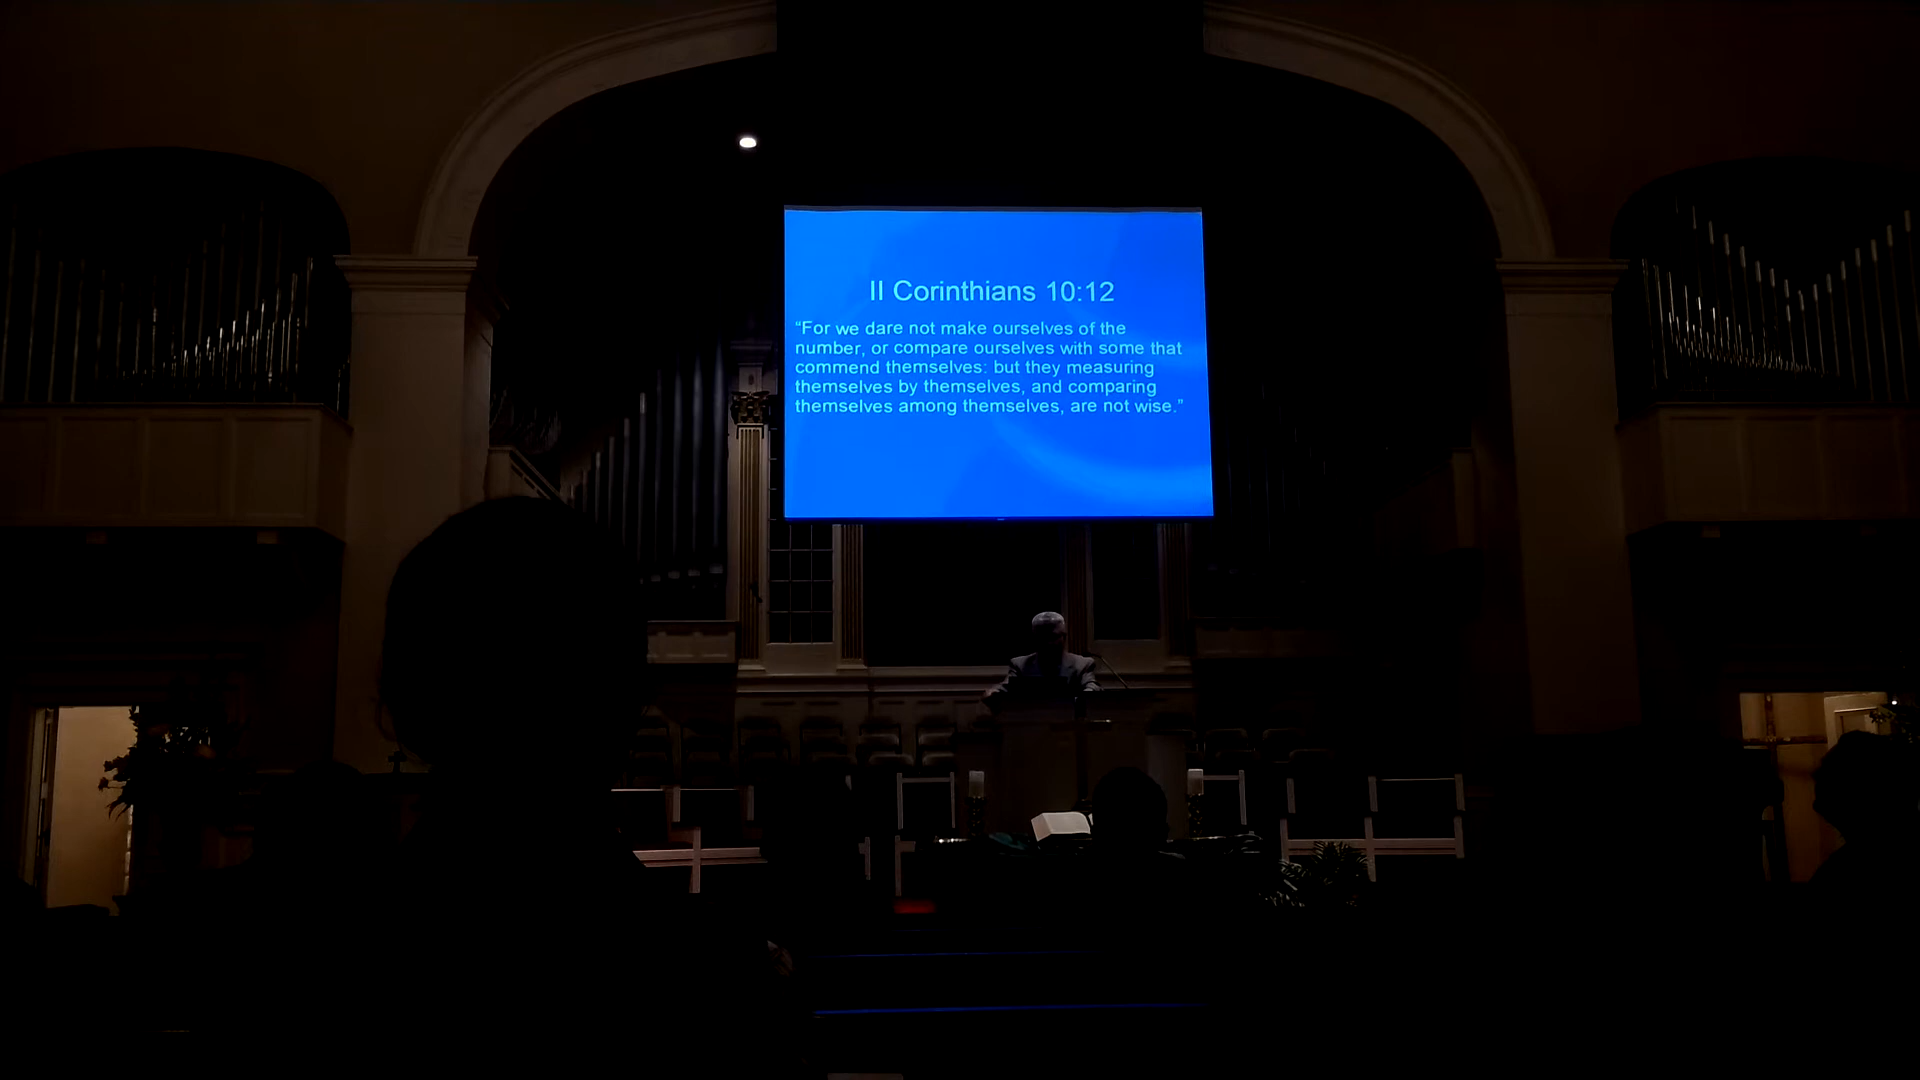 II Corinthians 10:12
“For we dare not make ourselves of the
number, or compare ourselves with some that
commend themselves: but they measuring
themselves by themselves, and comparing
themselves among themselves, are not wise.”